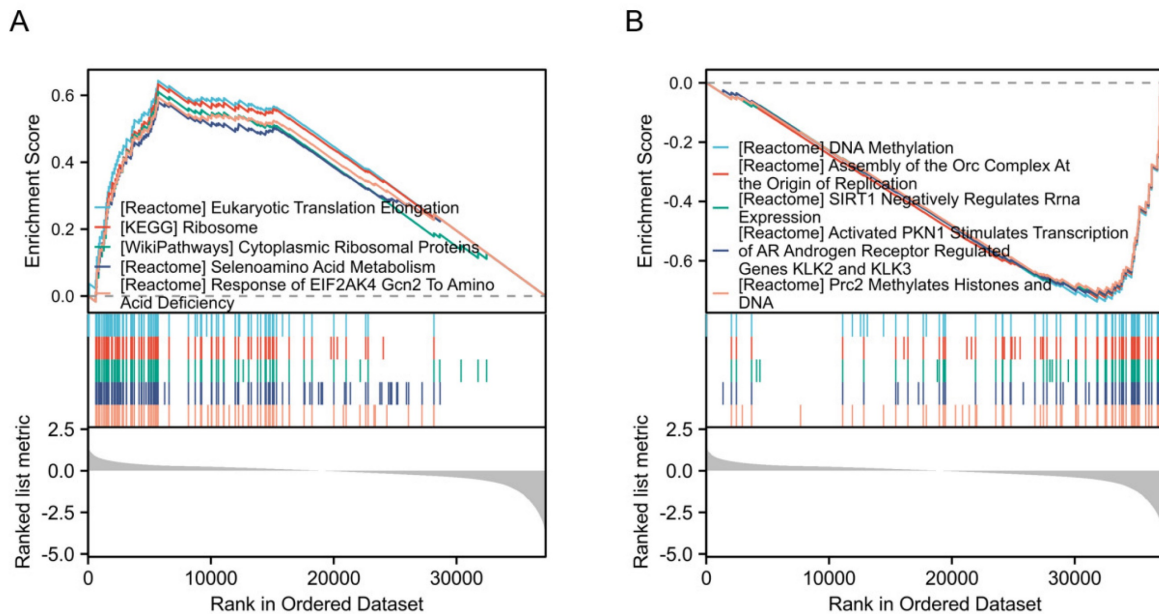 A
B
0.6
0.4
0.2
0.0
Enrichment Score
[Reactome] Eukaryotic Translation Elongation
[KEGG] Ribosome
[WikiPathways] Cytoplasmic Ribosomal Proteins
[Reactome] Selenoamino Acid Metabolism
[Reactome] Response of EIF2AK4 Gcn2 To Amino
Acid Deficiency
2.5
0.0
-2.5
-5.0
Ranked list metric
0
10000
20000
30000
Rank in Ordered Dataset
0.0
-0.2
-0.4
-0.6
Enrichment Score
[Reactome] DNA Methylation
[Reactome] Assembly of the Orc Complex At
the Origin of Replication
[Reactome] SIRT1 Negatively Regulates Rrna
Expression
[Reactome] Activated PKN1 Stimulates Transcription
of AR Androgen Receptor Regulated
Genes KLK2 and KLK3
[Reactome] Prc2 Methylates Histones and
DNA
2.5
0.0
-2.5
-5.0
Ranked list metric
0
10000
20000
30000
Rank in Ordered Dataset